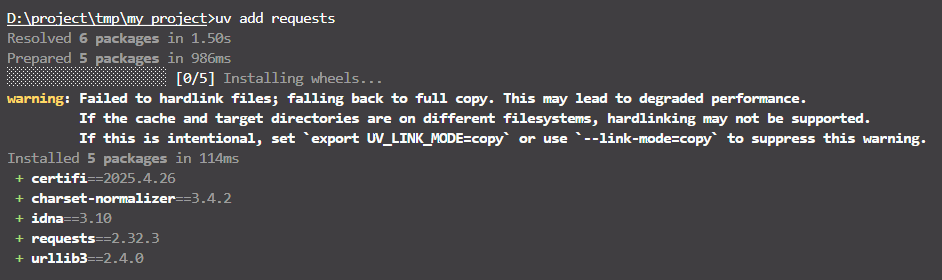 D:\project\tmp\my_project>uv add requests
Resolved 6 packages in 1.50s
Prepared 5 packages in 986ms
░░░░░░░░░░░░░░░░░░░░ [0/5] Installing wheels...
warning: Failed to hardlink files; falling back to full copy. This may lead to degraded performance.
If the cache and target directories are on different filesystems, hardlinking may not be supported.
If this is intentional, set `export UV_LINK_MODE=copy` or use `--link-mode=copy` to suppress this warning.
Installed 5 packages in 114ms
+ certifi==2025.4.26
+ charset-normalizer==3.4.2
+ idna==3.10
+ requests==2.32.3
+ urllib3==2.4.0